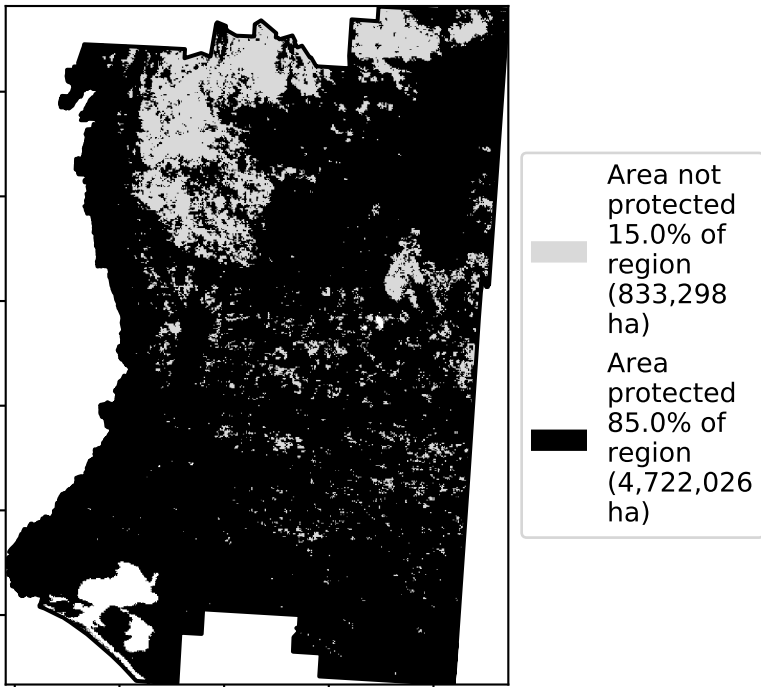 Area not
protected
15.0% of
region
(833,298
ha)
Area
protected
85.0% of
region
(4,722,026
ha)